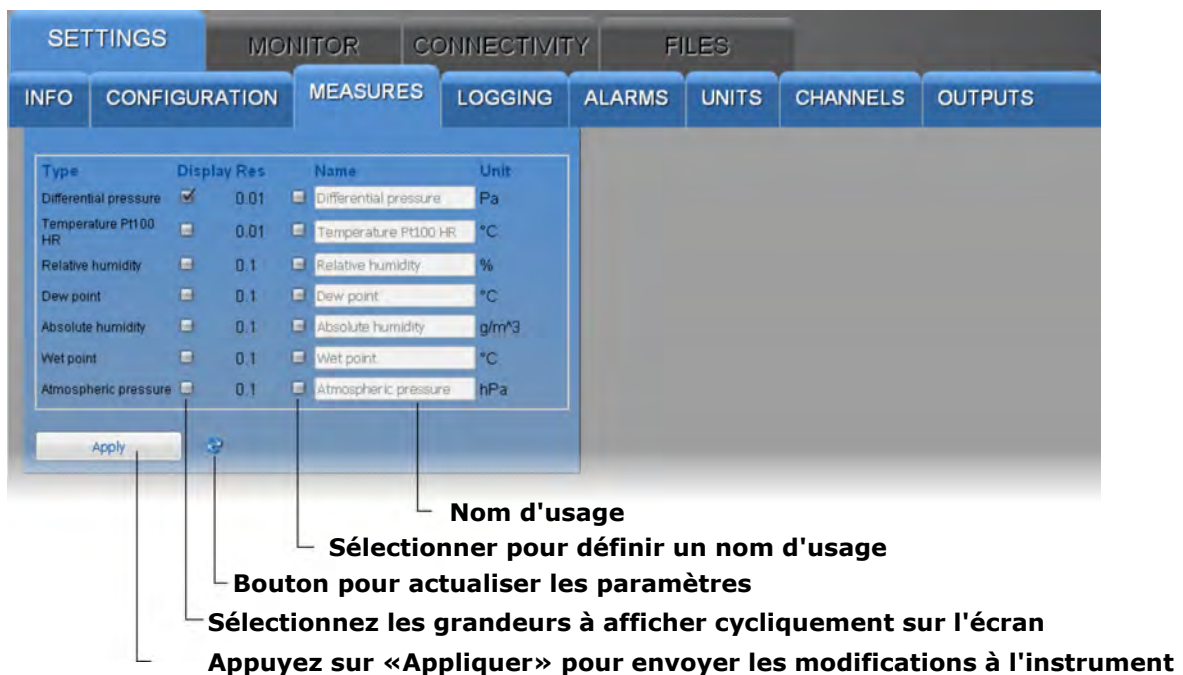 SETTINGS MONITOR CONNECTIVITY FILES
INFO CONFIGURATION MEASURES LOGGING ALARMS UNITS CHANNELS OUTPUTS
Type Display Res Name Unit
Differential pressure 0.01 Differential pressure Pa
Temperature Pt100 HR 0.01 Temperature Pt100 HR °C
Relative humidity 0.1 Relative humidity %
Dew point 0.1 Dew point °C
Absolute humidity 0.1 Absolute humidity g/m^3
Wet point 0.1 Wet point °C
Atmospheric pressure 0.1 Atmospheric pressure hPa
Apply
Nom d'usage
Sélectionner pour définir un nom d'usage
Bouton pour actualiser les paramètres
Sélectionnez les grandeurs à afficher cycliquement sur l'écran
Appuyez sur «Appliquer» pour envoyer les modifications à l'instrument